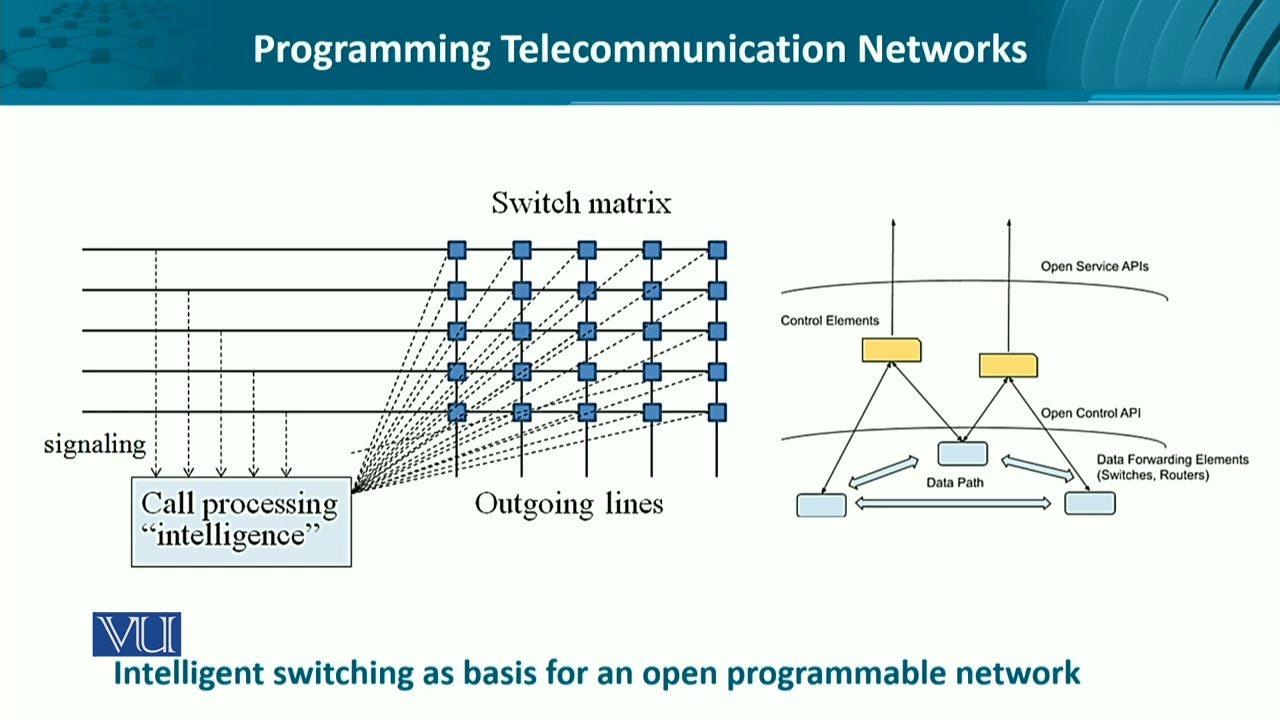 Programming Telecommunication Networks
Switch matrix
signaling
Call processing
“intelligence”
Outgoing lines
Open Service APIs
Control Elements
Open Control API
Data Forwarding Elements
(Switches, Routers)
Data Path
VU
Intelligent switching as basis for an open programmable network